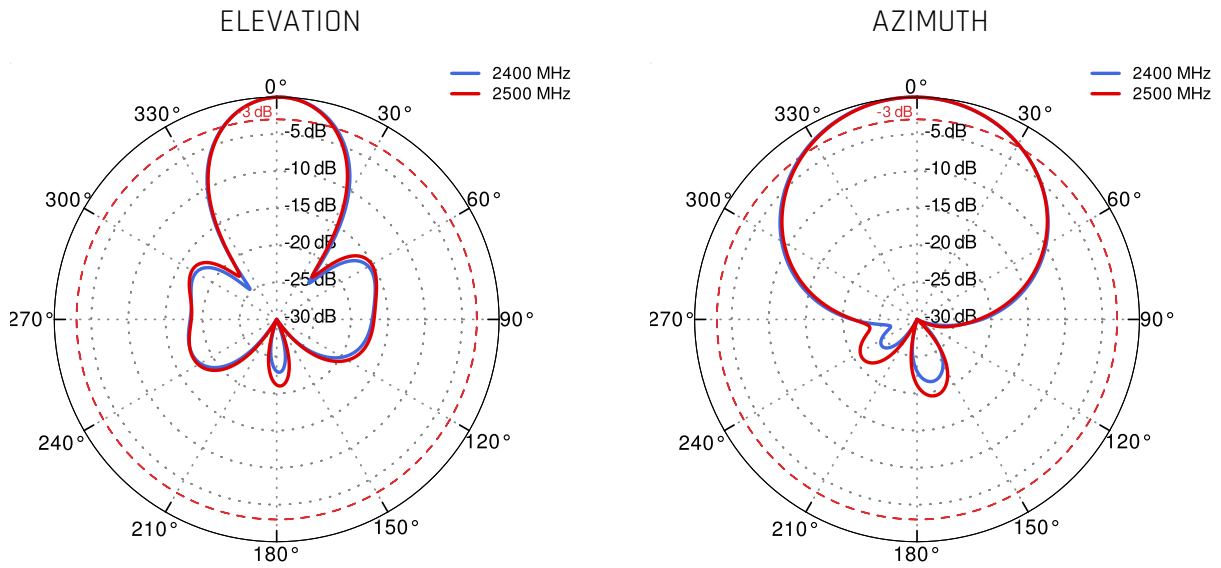 ELEVATION
2400 MHz
2500 MHz
0°
330°
30°
3 dB
-5 dB
-10 dB
300°
60°
-15 dB
-20 dB
-25 dB
-30 dB
270°
90°
240°
120°
210°
150°
180°
AZIMUTH
2400 MHz
2500 MHz
0°
330°
30°
-3 dB
-5 dB
-10 dB
300°
60°
-15 dB
-20 dB
-25 dB
-30 dB
270°
90°
240°
120°
210°
150°
180°